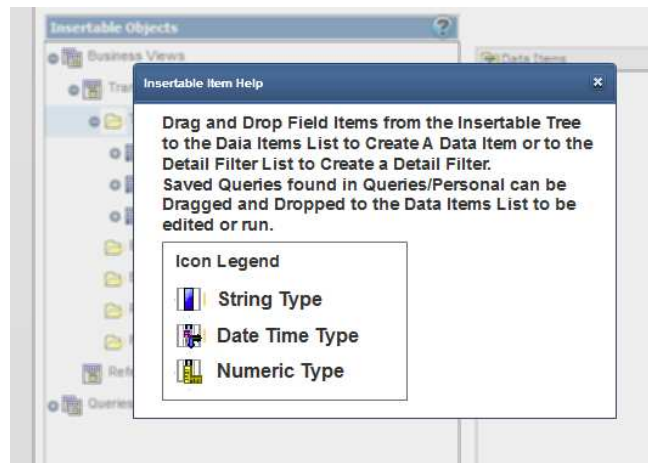 Insertable Objects
?
Business Views
Data Items
Insertable Item Help
x
Drag and Drop Field Items from the Insertable Tree
to the Daia Items List to Create A Data Item or to the
Detail Filter List to Create a Detail Filter.
Saved Queries found in Queries/Personal can be
Dragged and Dropped to the Data Items List to be
edited or run.
Icon Legend
String Type
Date Time Type
Numeric Type
Queries